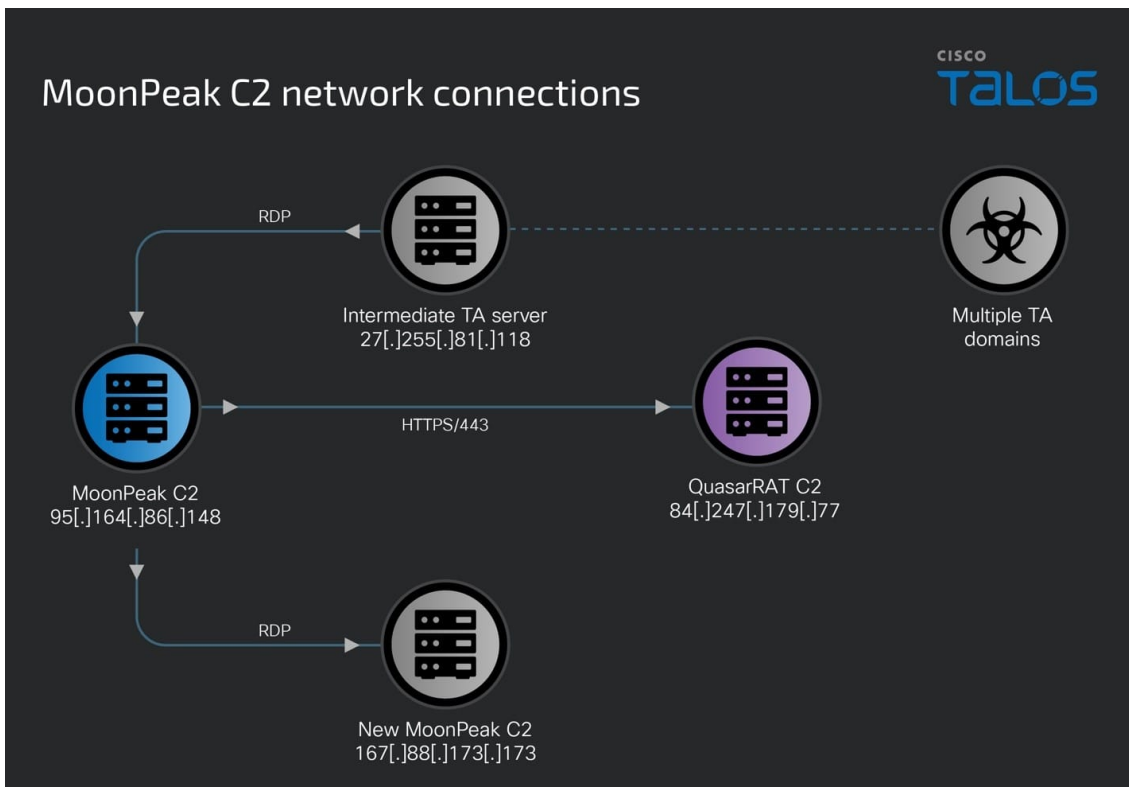 CISCO
TALOS
MoonPeak C2 network connections
RDP
Intermediate TA server
27[.]255[.]81[.]118
Multiple TA
domains
HTTPS/443
MoonPeak C2
95[.]164[.]86[.]148
QuasarRAT C2
84[.]247[.]179[.]77
RDP
New MoonPeak C2
167[.]88[.]173[.]173